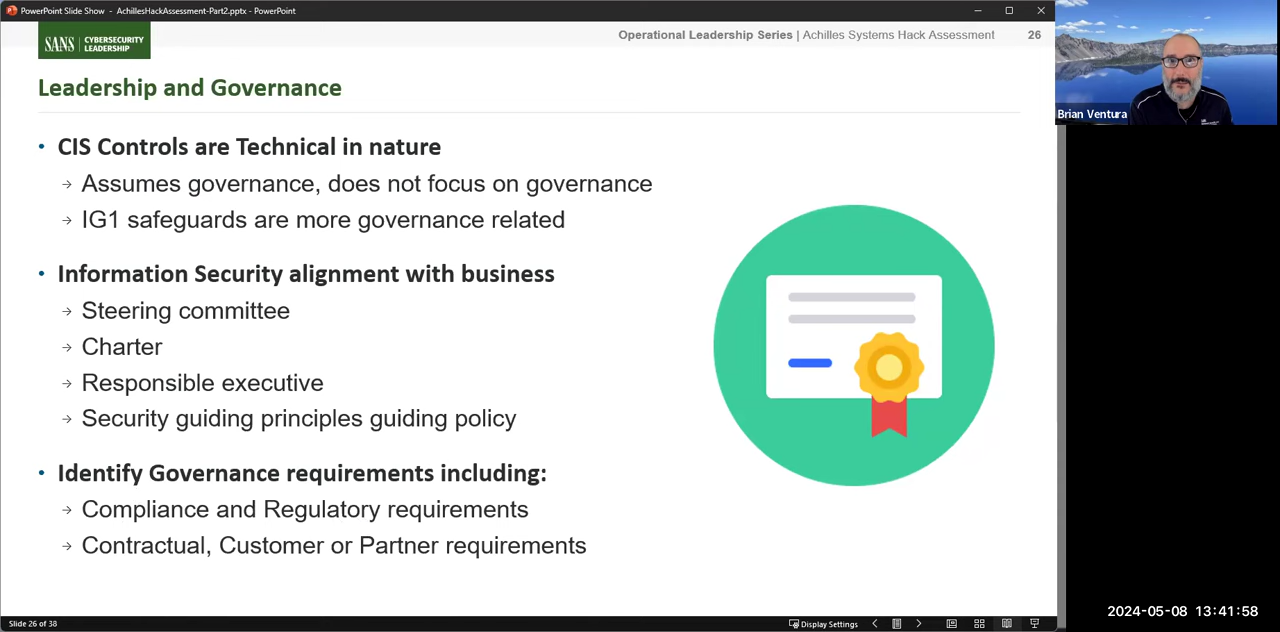 PowerPoint Slide Show - AchillesHackAssessment-Part2.pptx - PowerPoint
SANS | CYBERSECURITY LEADERSHIP
Operational Leadership Series | Achilles Systems Hack Assessment 26
Leadership and Governance
• CIS Controls are Technical in nature
→ Assumes governance, does not focus on governance
→ IG1 safeguards are more governance related
• Information Security alignment with business
→ Steering committee
→ Charter
→ Responsible executive
→ Security guiding principles guiding policy
• Identify Governance requirements including:
→ Compliance and Regulatory requirements
→ Contractual, Customer or Partner requirements
Brian Ventura
Slide 26 of 38
Display Settings
2024-05-08 13:41:58